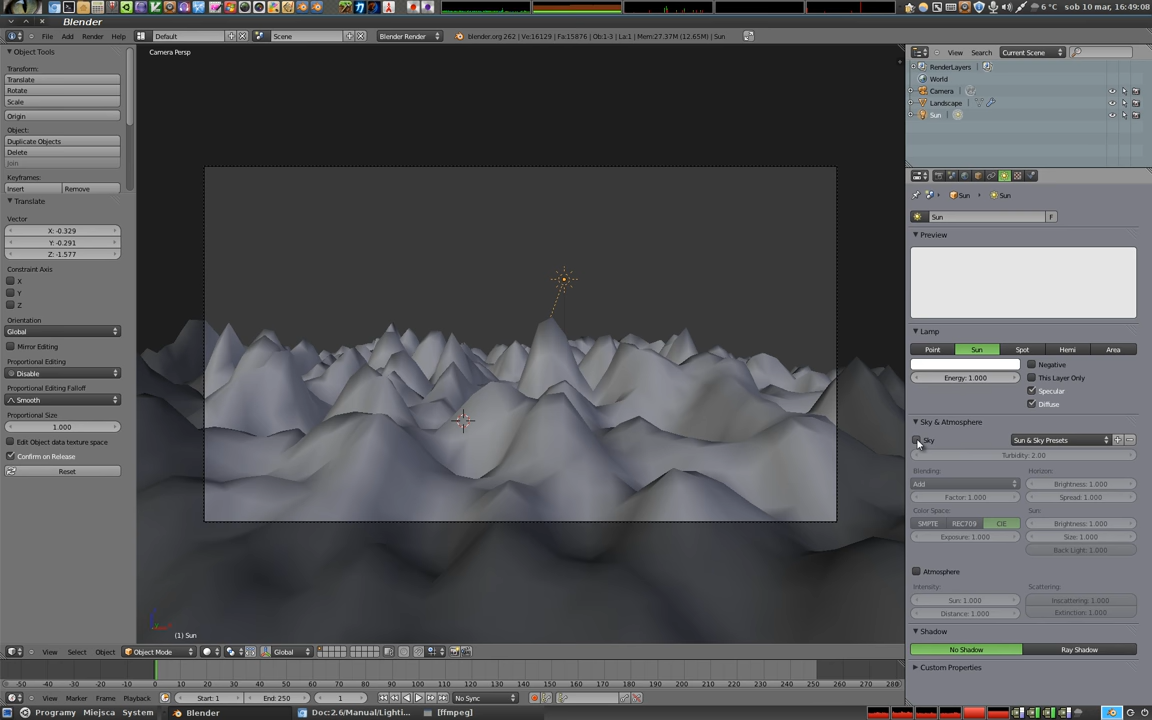 6 °C
sob 10 mar, 16:49:08
Blender
File
Add
Render
Help
Default
Scene
Blender Render
blender.org 262 | Ve:16129 | Fa:15876 | Ob:1-3 | La:1 | Mem:27.37M (12.65M) | Sun
Object Tools
Transform:
Translate
Rotate
Scale
Origin
Object:
Duplicate Objects
Delete
Join
Keyframes:
Insert
Remove
Translate
Vector
X: -0.329
Y: -0.291
Z: -1.577
Constraint Axis
X
Y
Z
Orientation
Global
Mirror Editing
Proportional Editing
Disable
Proportional Editing Falloff
Smooth
Proportional Size
1.000
Edit Object data texture space
Confirm on Release
Reset
Camera Persp
(1) Sun
View
Select
Object
Object Mode
Global
View
Search
Current Scene
RenderLayers
World
Camera
Landscape
Sun
Sun
Sun
Sun
F
Preview
Lamp
Point
Sun
Spot
Hemi
Area
Negative
Energy: 1.000
This Layer Only
Specular
Diffuse
Sky & Atmosphere
Sky
Sun & Sky Presets
Turbidity: 2.00
Blending:
Horizon:
Add
Brightness: 1.000
Factor: 1.000
Spread: 1.000
Color Space:
Sun:
SMPTE
REC709
CIE
Brightness: 1.000
Exposure: 1.000
Size: 1.000
Back Light: 1.000
Atmosphere
Intensity:
Scattering:
Sun: 1.000
Inscattering: 1.000
Distance: 1.000
Extinction: 1.000
Shadow
No Shadow
Ray Shadow
Custom Properties
-50 -40 -30 -20 -10 0 10 20 30 40 50 60 70 80 90 100 110 120 130 140 150 160 170 180 190 200 210 220 230 240 250 260 270 280
View
Marker
Frame
Playback
Start: 1
End: 250
1
No Sync
Programy
Miejsca
System
Blender
Doc:2.6/Manual/Lighti...
[ffmpeg]